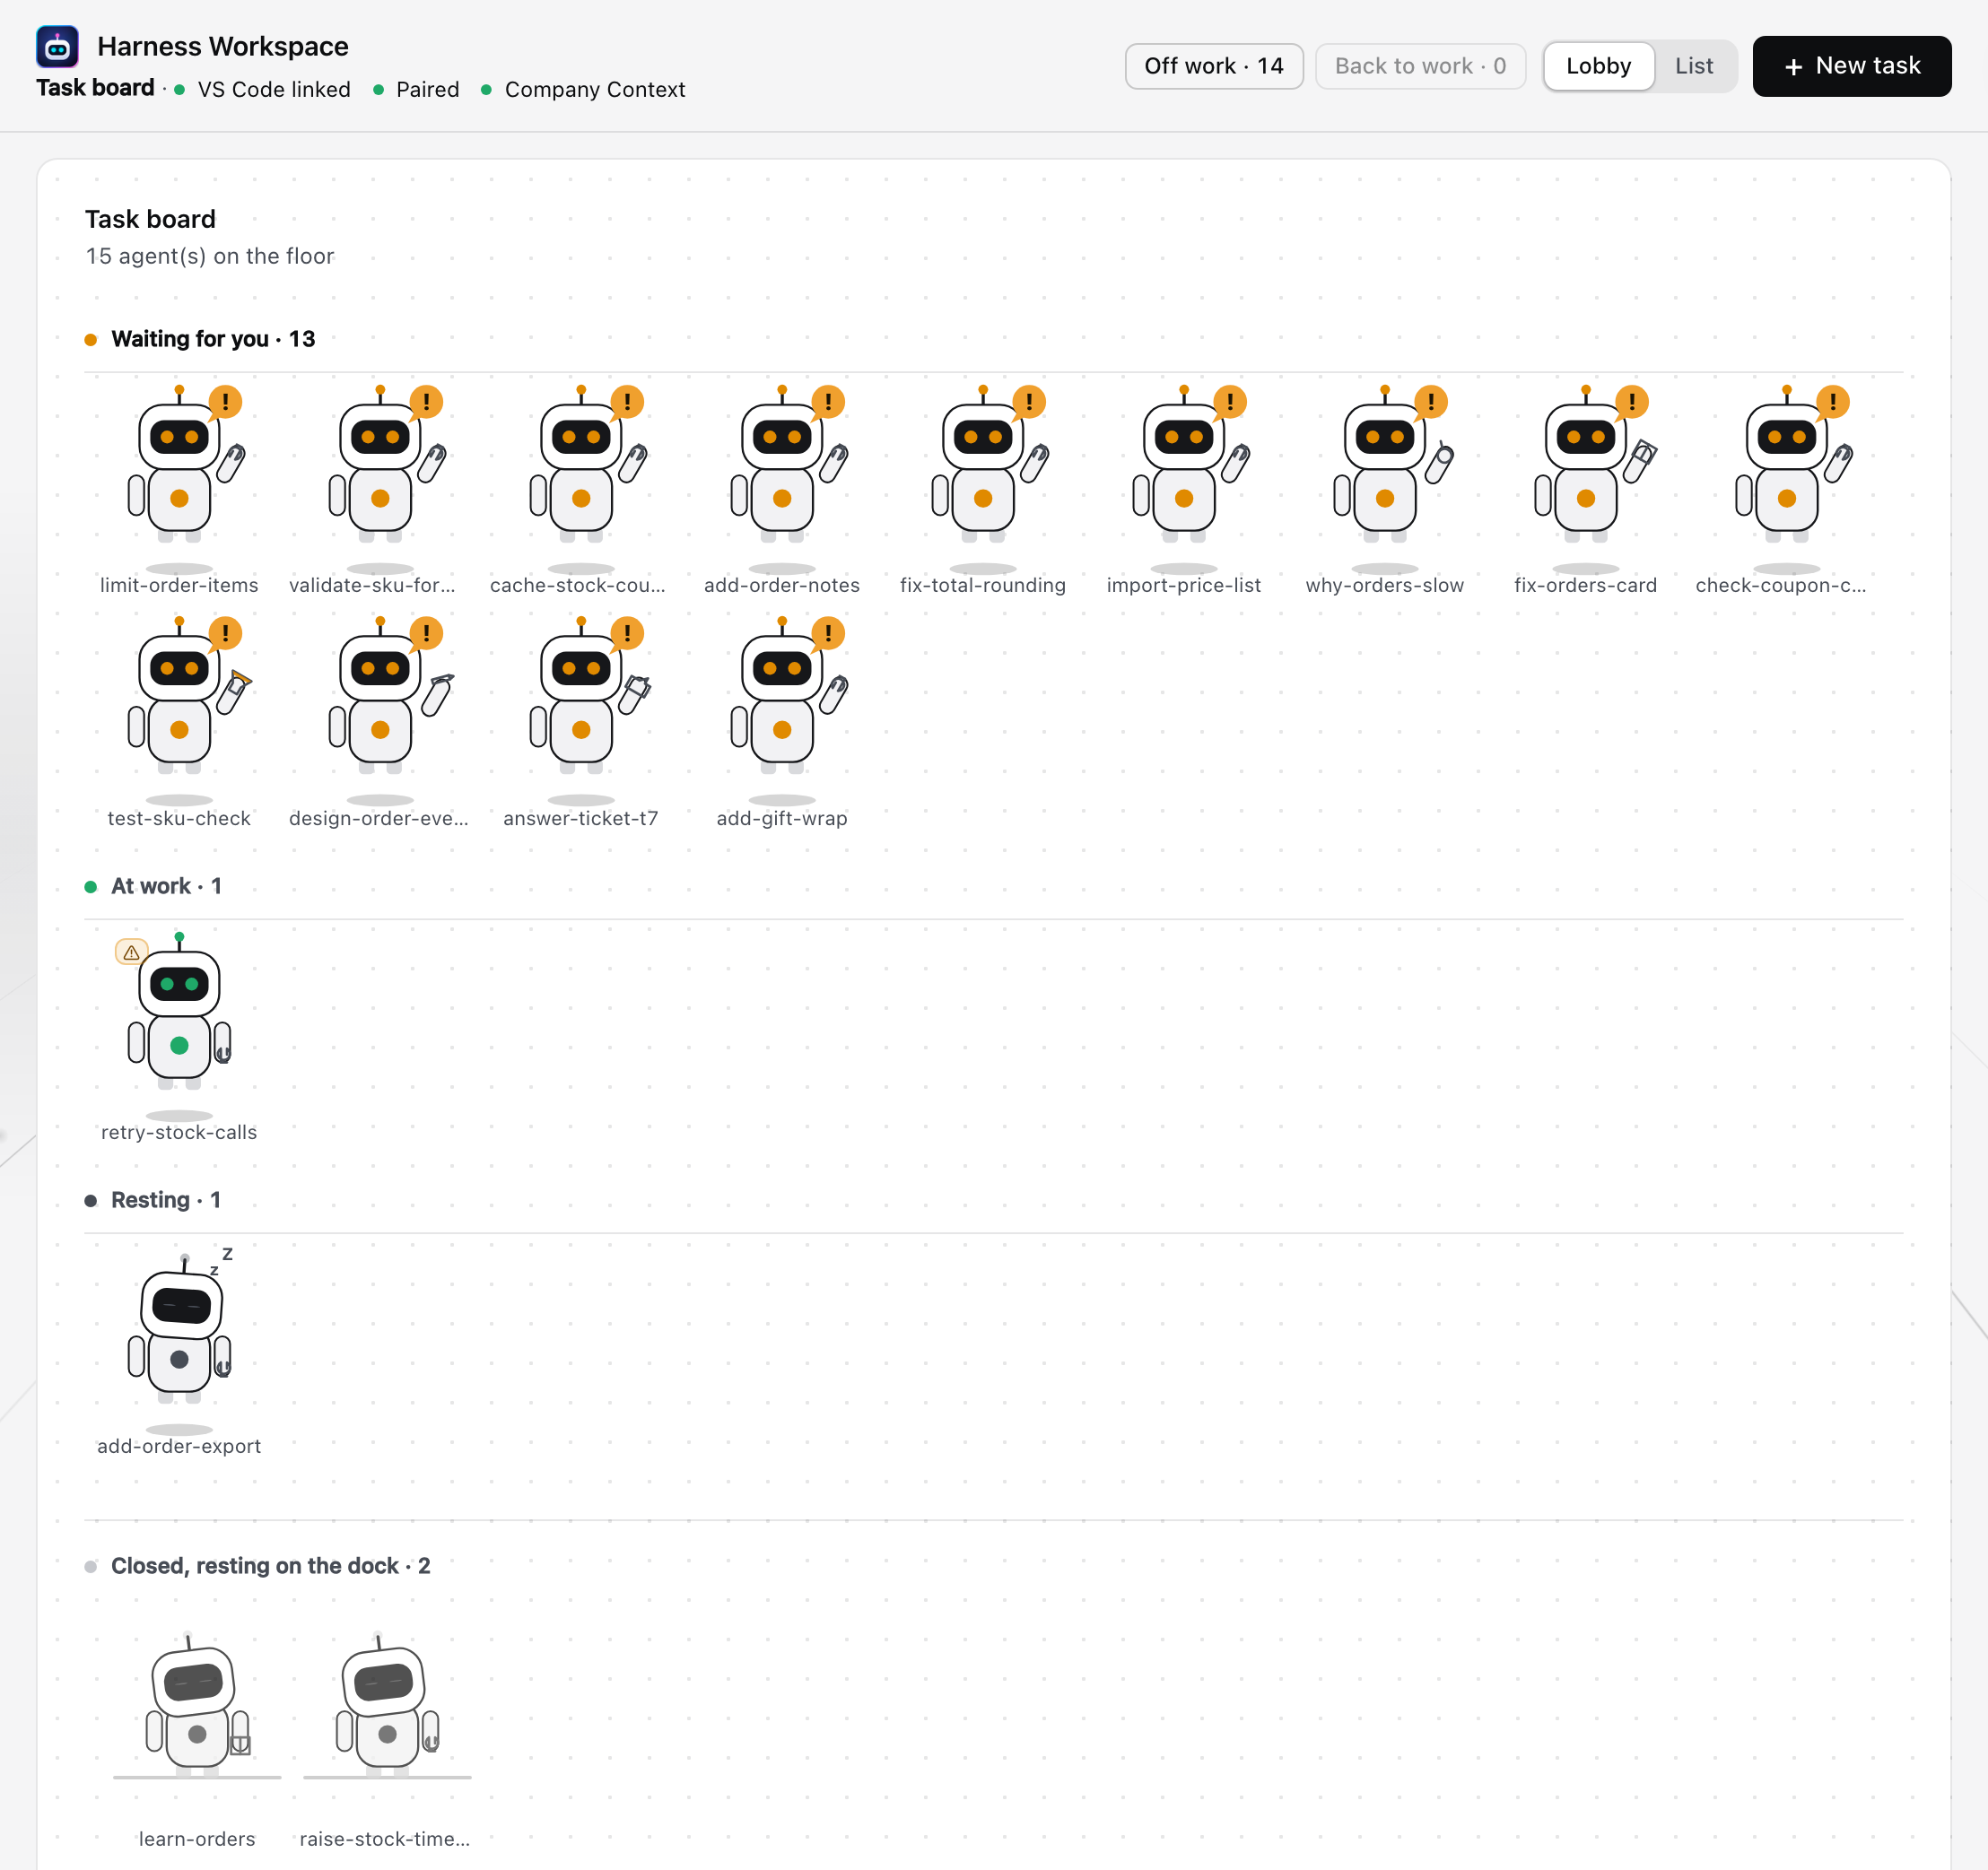 Harness Workspace
Task board · VS Code linked Paired Company Context
Off work · 14 Back to work · 0 Lobby List + New task
Task board
15 agent(s) on the floor
Waiting for you · 13
! ! ! ! ! ! ! ! !
limit-order-items validate-sku-for... cache-stock-cou... add-order-notes fix-total-rounding import-price-list why-orders-slow fix-orders-card check-coupon-c...
! ! ! !
test-sku-check design-order-eve... answer-ticket-t7 add-gift-wrap
At work · 1
retry-stock-calls
Resting · 1
z Z
add-order-export
Closed, resting on the dock · 2
learn-orders raise-stock-time...